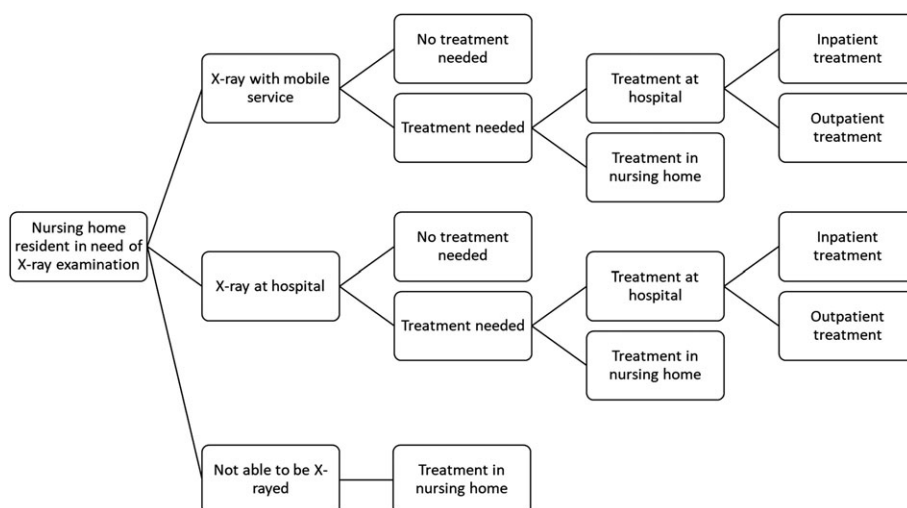 Nursing home
resident in need of
X-ray examination
X-ray with mobile
service
No treatment
needed
Treatment needed
Treatment at
hospital
Treatment in
nursing home
Inpatient
treatment
Outpatient
treatment
X-ray at hospital
No treatment
needed
Treatment needed
Treatment at
hospital
Treatment in
nursing home
Inpatient
treatment
Outpatient
treatment
Not able to be X-
rayed
Treatment in
nursing home